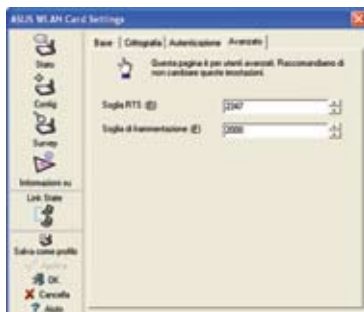 ASUS WLAN Card Settings
Stato
Config
Survey
Informazioni su
Link State
Salva come profilo
Applica
OK
Cancella
Aiuto
Base Crittografia Autenticazione Avanzato
Questa pagina è per utenti avanzati. Raccomandiamo di
non cambiare queste impostazioni.
Soglia RTS (R) 2347
Soglia di frammentazione (F)